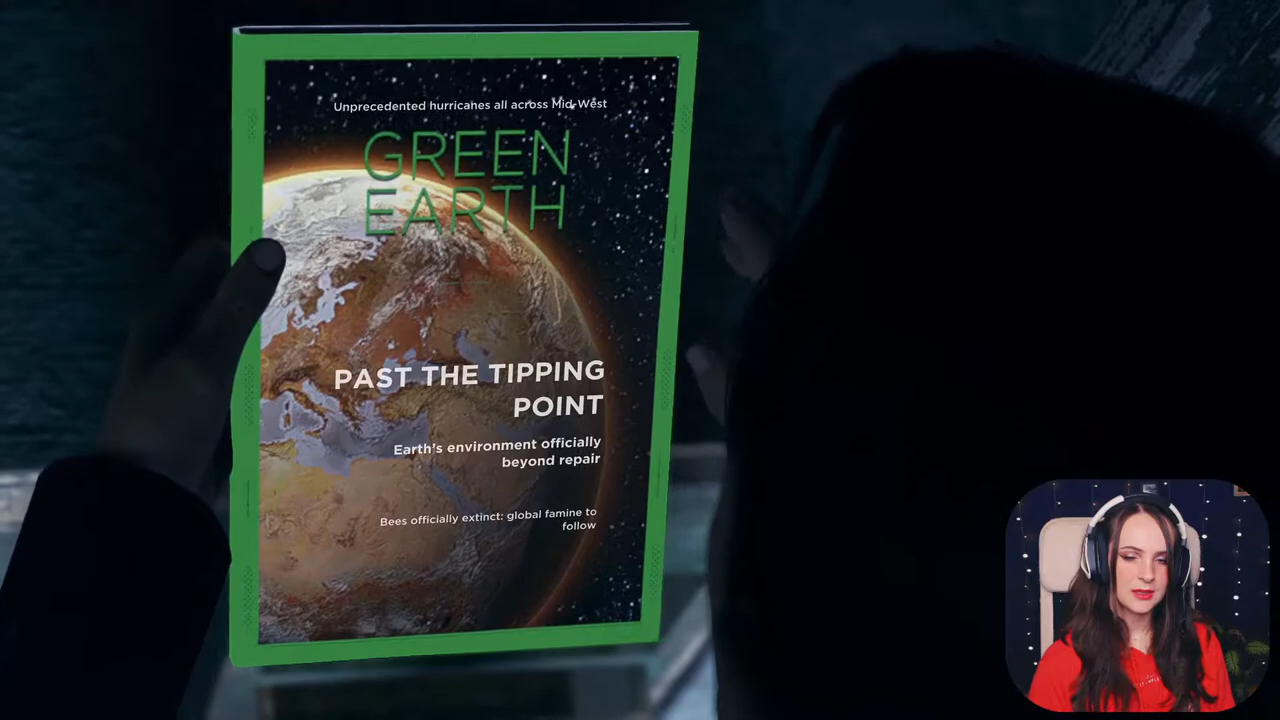 Unprecedented hurricanes all across Mid-West
GREEN
EARTH
PAST THE TIPPING
POINT
Earth's environment officially
beyond repair
Bees officially extinct: global famine to
follow